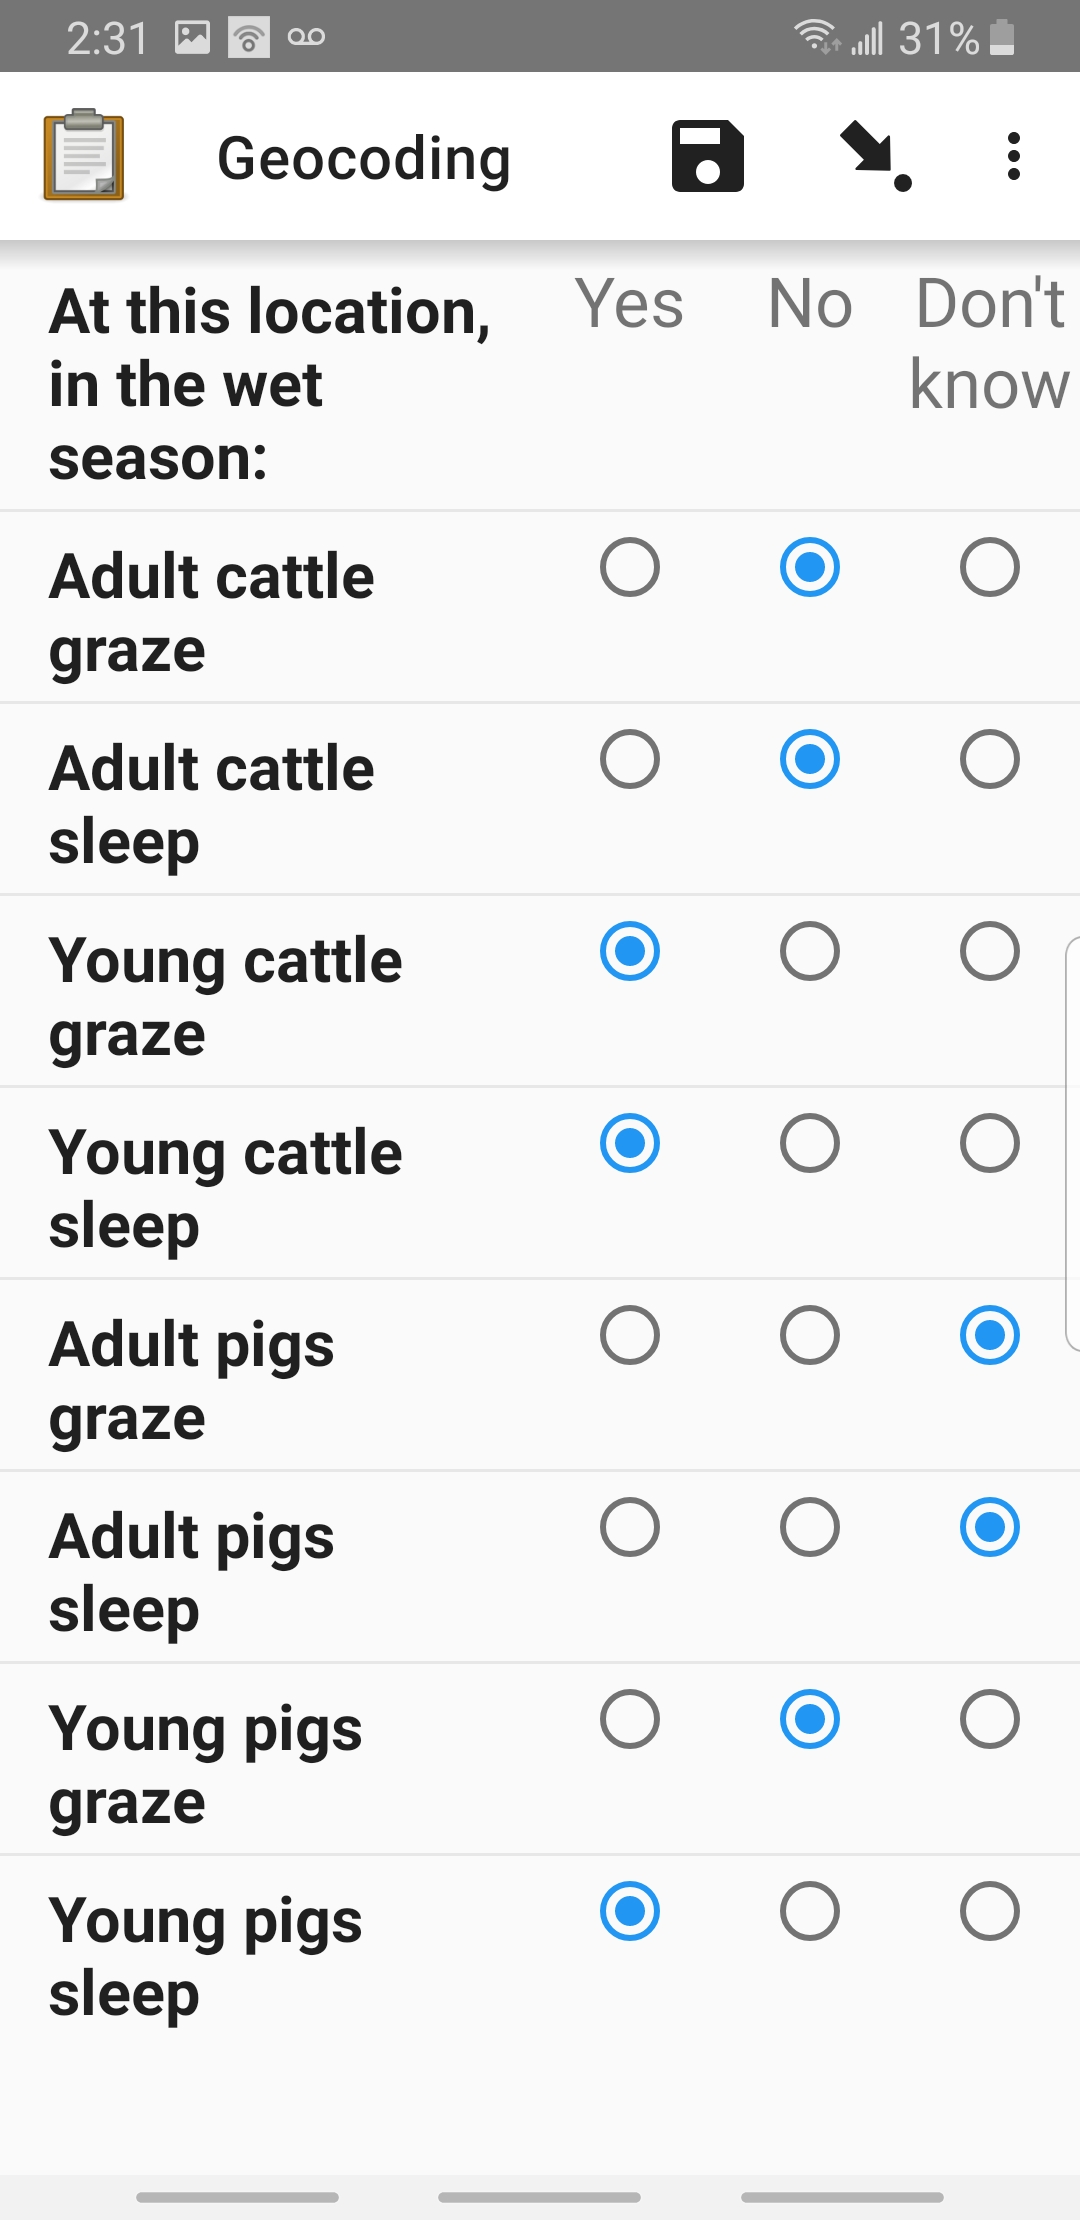 2:31 31%
Geocoding
At this location, Yes No Don't
in the wet know
season:
Adult cattle
graze
Adult cattle
sleep
Young cattle
graze
Young cattle
sleep
Adult pigs
graze
Adult pigs
sleep
Young pigs
graze
Young pigs
sleep